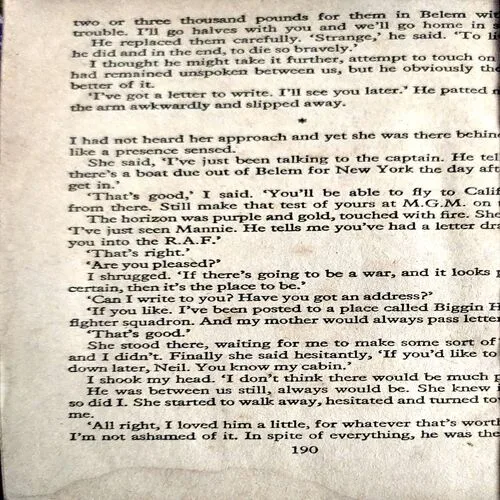 two or three thousand pounds for them in Belem
trouble. I'll go halves with you and we'll go home in
He replaced them carefully. 'Strange,' he said. 'To
he did and in the end, to die so bravely.'
I thought he might take it further, attempt to touch on
had remained unspoken between us, but he obviously
better of it.
'I've got a letter to write. I'll see you later.' He patted
the arm awkwardly and slipped away.
*
I had not heard her approach and yet she was there
like a presence sensed.
She said, 'I've just been talking to the captain. He
there's a boat due out of Belem for New York the day
get in.'
'That's good,' I said. 'You'll be able to fly to
from there. Still make that test of yours at M.G.M. on
The horizon was purple and gold, touched with fire. She
'I've just seen Mannie. He tells me you've had a letter
you into the R.A.F.'
'That's right.'
'Are you pleased?'
I shrugged. 'If there's going to be a war, and it looks
certain, then it's the place to be.'
'Can I write to you? Have you got an address?'
'If you like. I've been posted to a place called Biggin
fighter squadron. And my mother would always pass
'That's good.'
She stood there, waiting for me to make some sort of
and I didn't. Finally she said hesitantly, 'If you'd like to
down later, Neil. You know my cabin.'
I shook my head. 'I don't think there would be much
He was between us still, always would be. She knew
so did I. She started to walk away, hesitated and turned
me.
'All right, I loved him a little, for whatever that's
I'm not ashamed of it. In spite of everything, he was
190